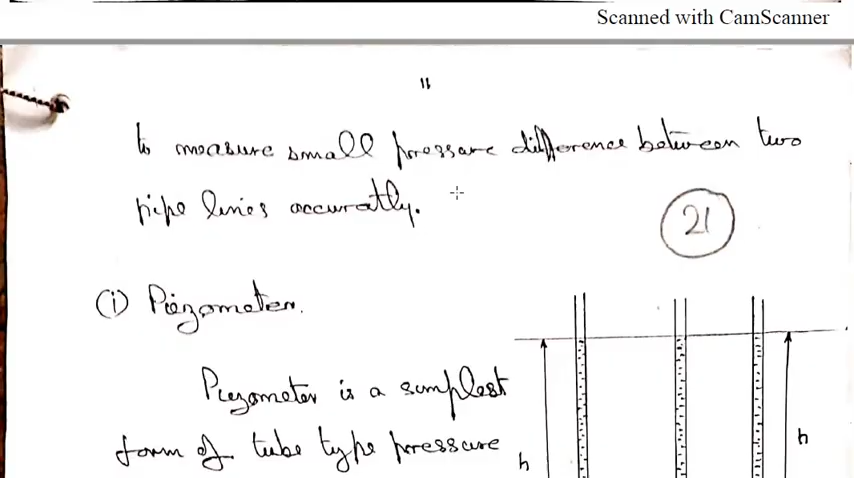 Scanned with CamScanner
11
to measure small pressure difference between two
pipe lines accuratly.
21
(i) Piezometer.
Piezometer is a simplest
form of tube type pressure
h
h